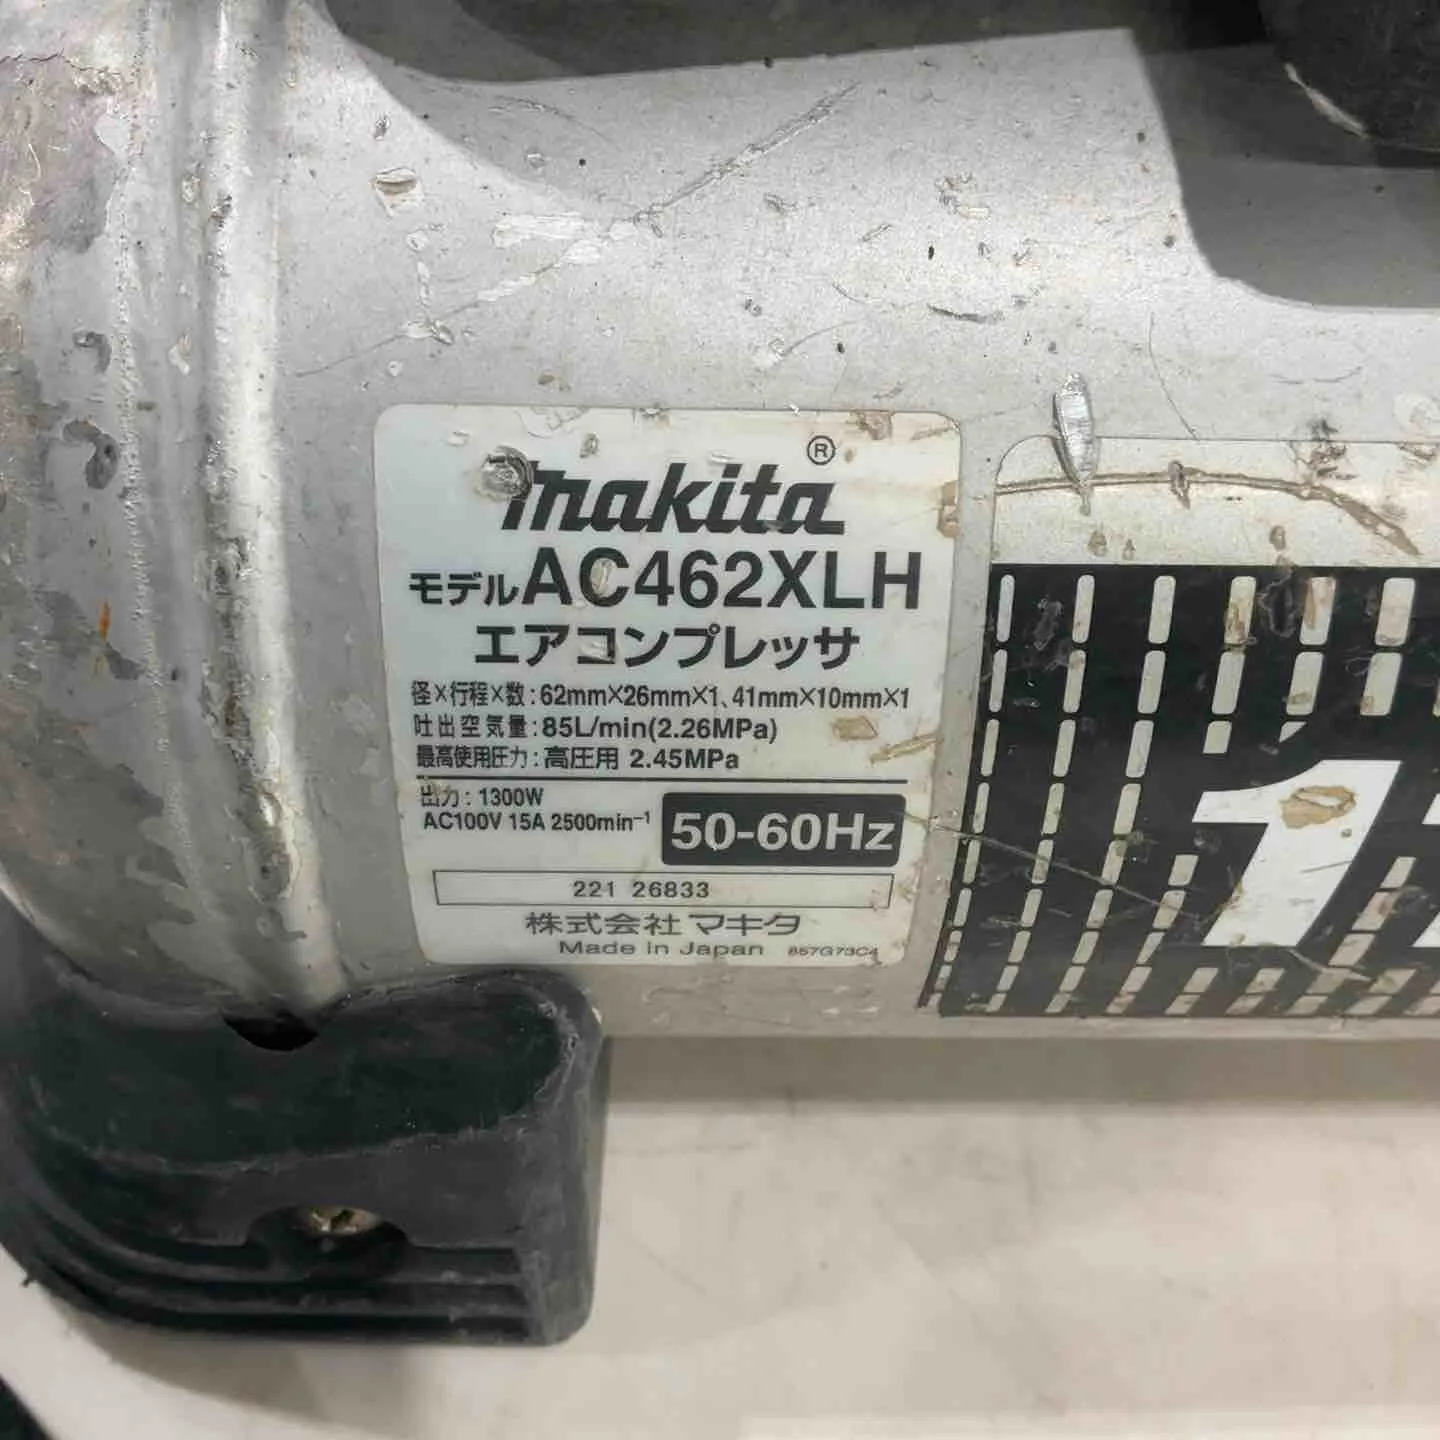 makita®
モデルAC462XLH
エアコンプレッサ
径×行程×数:62mm×26mm×1、41mm×10mm×1
吐出空気量:85L/min(2.26MPa)
最高使用圧力:高圧用 2.45MPa
出力:1300W
AC100V 15A 2500min⁻¹
50-60Hz
221 26833
株式会社マキタ
Made in Japan 857G73C4
1